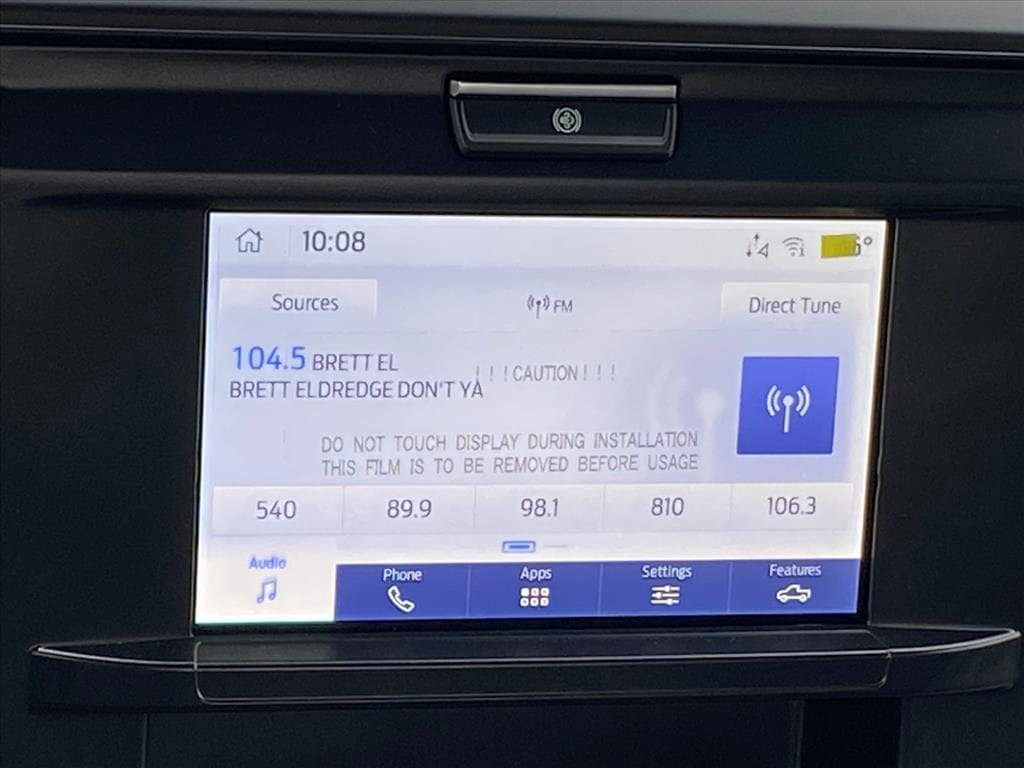 10:08
6°
Sources
FM
Direct Tune
104.5 BRETT EL
! ! ! CAUTION ! ! !
BRETT ELDREDGE DON'T YA
DO NOT TOUCH DISPLAY DURING INSTALLATION
THIS FILM IS TO BE REMOVED BEFORE USAGE
540 89.9 98.1 810 106.3
Audio Phone Apps Settings Features